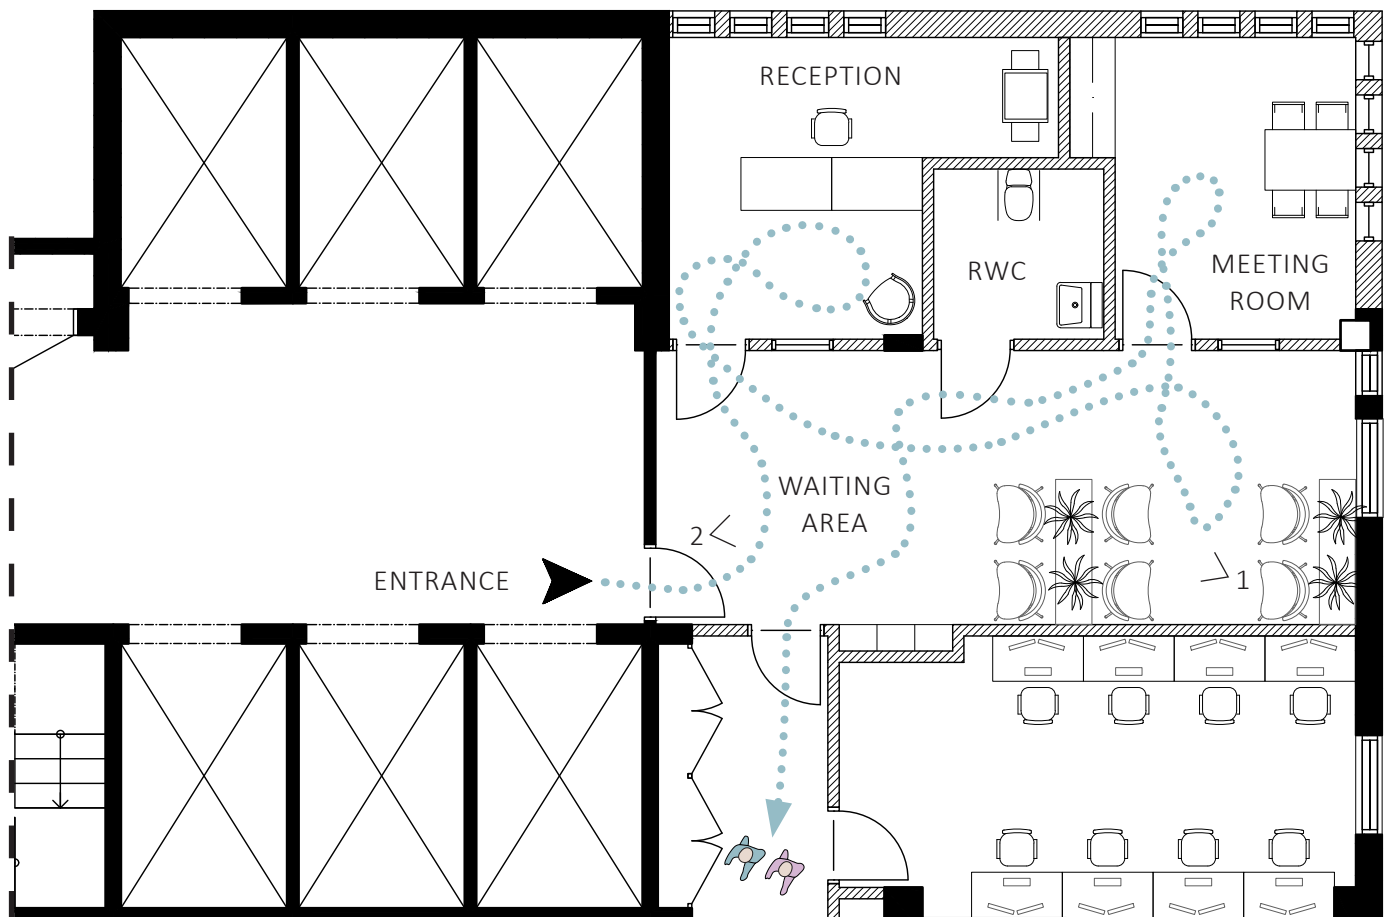 RECEPTION
RWC
MEETING
ROOM
WAITING
AREA
2
ENTRANCE
1